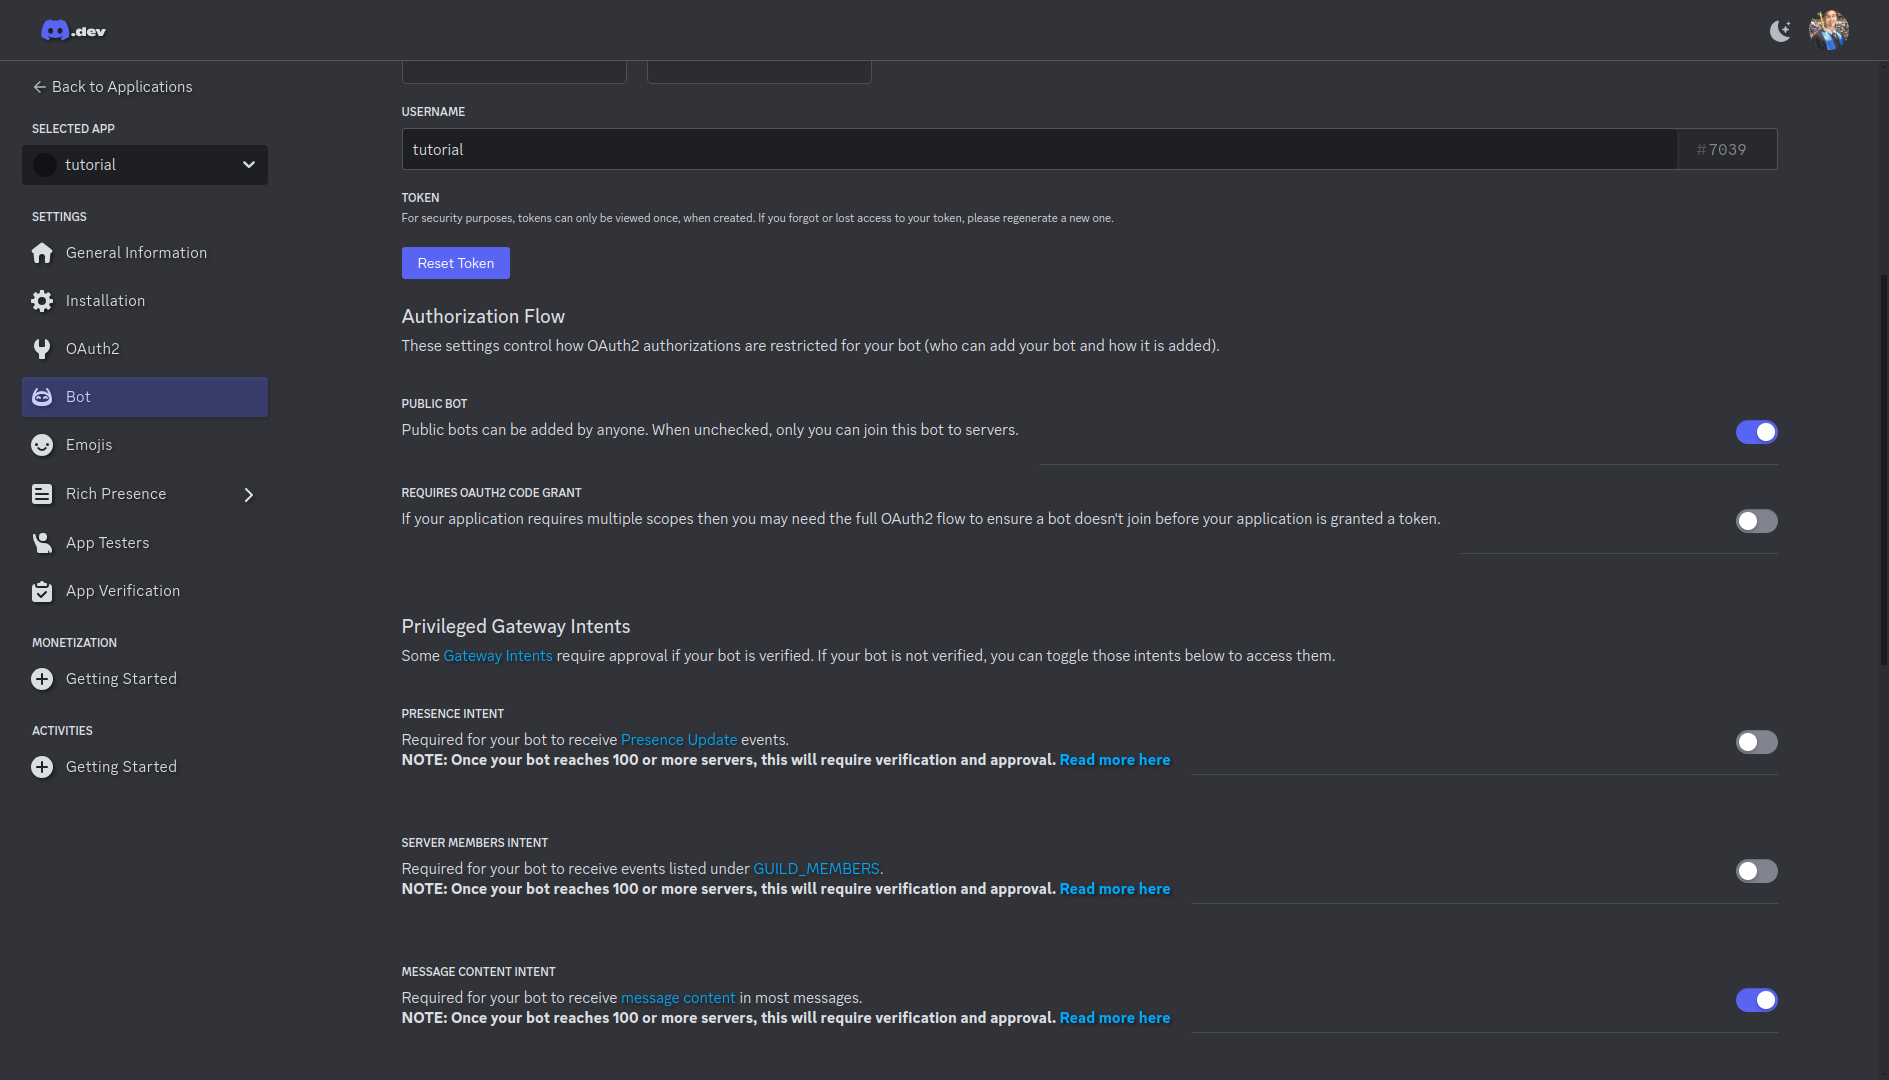 .dev
Back to Applications
SELECTED APP
tutorial
SETTINGS
General Information
Installation
OAuth2
Bot
Emojis
Rich Presence
App Testers
App Verification
MONETIZATION
Getting Started
ACTIVITIES
Getting Started
USERNAME
tutorial
#7039
TOKEN
For security purposes, tokens can only be viewed once, when created. If you forgot or lost access to your token, please regenerate a new one.
Reset Token
Authorization Flow
These settings control how OAuth2 authorizations are restricted for your bot (who can add your bot and how it is added).
PUBLIC BOT
Public bots can be added by anyone. When unchecked, only you can join this bot to servers.
REQUIRES OAUTH2 CODE GRANT
If your application requires multiple scopes then you may need the full OAuth2 flow to ensure a bot doesn't join before your application is granted a token.
Privileged Gateway Intents
Some Gateway Intents require approval if your bot is verified. If your bot is not verified, you can toggle those intents below to access them.
PRESENCE INTENT
Required for your bot to receive Presence Update events.
NOTE: Once your bot reaches 100 or more servers, this will require verification and approval. Read more here
SERVER MEMBERS INTENT
Required for your bot to receive events listed under GUILD_MEMBERS.
NOTE: Once your bot reaches 100 or more servers, this will require verification and approval. Read more here
MESSAGE CONTENT INTENT
Required for your bot to receive message content in most messages.
NOTE: Once your bot reaches 100 or more servers, this will require verification and approval. Read more here